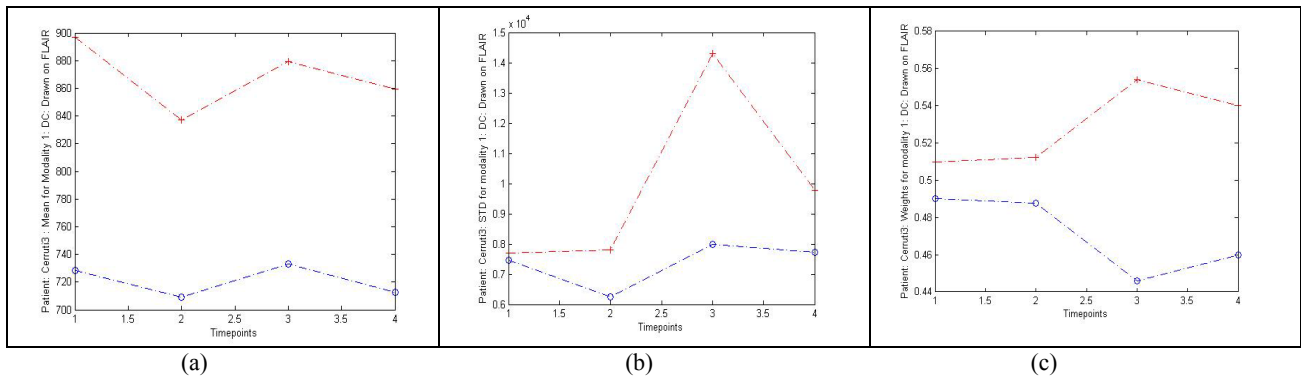 Patient: Cerruti3 : Mean for Modality 1: DC: Drawn on FLAIR
900
880
860
840
820
800
780
760
740
720
700
1 1.5 2 2.5 3 3.5 4
Timepoints
(a)
Patient: Cerruti3: STD for modality 1: DC: Drawn on FLAIR
x 10⁴
1.5
1.4
1.3
1.2
1.1
1
0.9
0.8
0.7
0.6
1 1.5 2 2.5 3 3.5 4
Timepoints
(b)
Patient: Cerruti3: Weights for modality 1: DC: Drawn on FLAIR
0.58
0.56
0.54
0.52
0.5
0.48
0.46
0.44
1 1.5 2 2.5 3 3.5 4
Timepoints
(c)